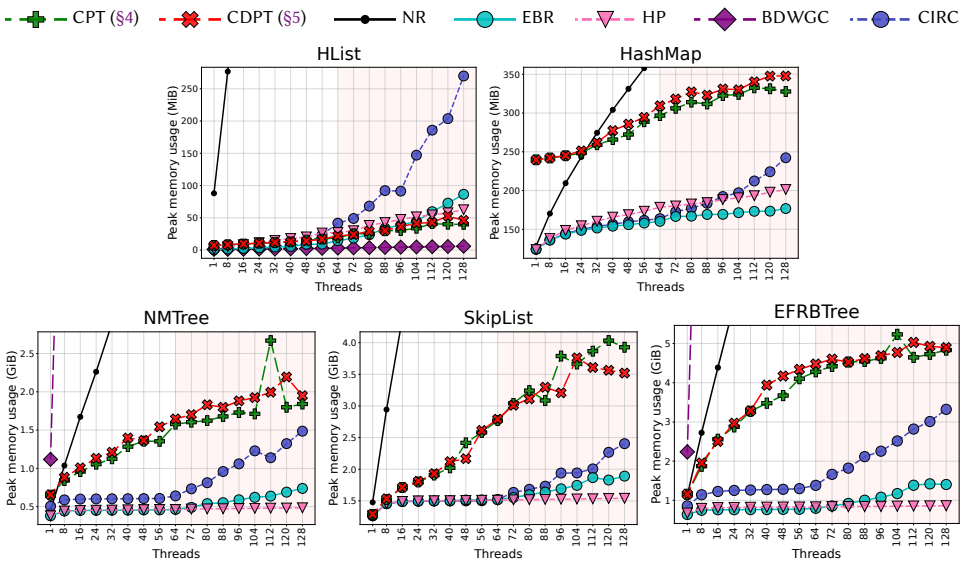 CPT (§4) CDPT (§5) NR EBR HP BDWGC CIRC
HList
Peak memory usage (MiB)
0 50 100 150 200 250
1 8 16 24 32 40 48 56 64 72 80 88 96 104 112 120 128
Threads
HashMap
Peak memory usage (MiB)
150 200 250 300 350
1 8 16 24 32 40 48 56 64 72 80 88 96 104 112 120 128
Threads
NMTree
Peak memory usage (GiB)
0.5 1.0 1.5 2.0 2.5
1 8 16 24 32 40 48 56 64 72 80 88 96 104 112 120 128
Threads
SkipList
Peak memory usage (GiB)
1.0 1.5 2.0 2.5 3.0 3.5 4.0
1 8 16 24 32 40 48 56 64 72 80 88 96 104 112 120 128
Threads
EFRBTree
Peak memory usage (GiB)
1 2 3 4 5
1 8 16 24 32 40 48 56 64 72 80 88 96 104 112 120 128
Threads